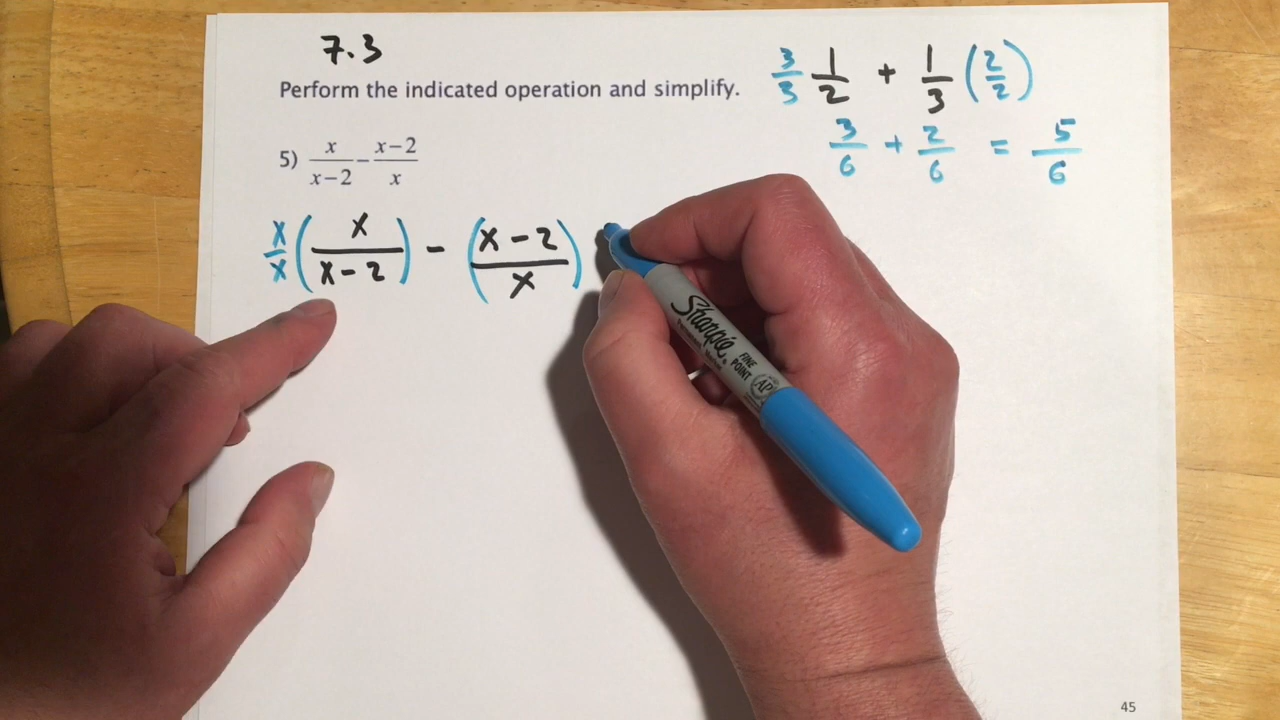 7.3
Perform the indicated operation and simplify.
5) x/(x−2) − (x−2)/x
3/3 1/2 + 1/3 (2/2)
3/6 + 2/6 = 5/6
x/x (x/(x-2)) - ((x-2)/x)
Sharpie.
FINE POINT
AP
45